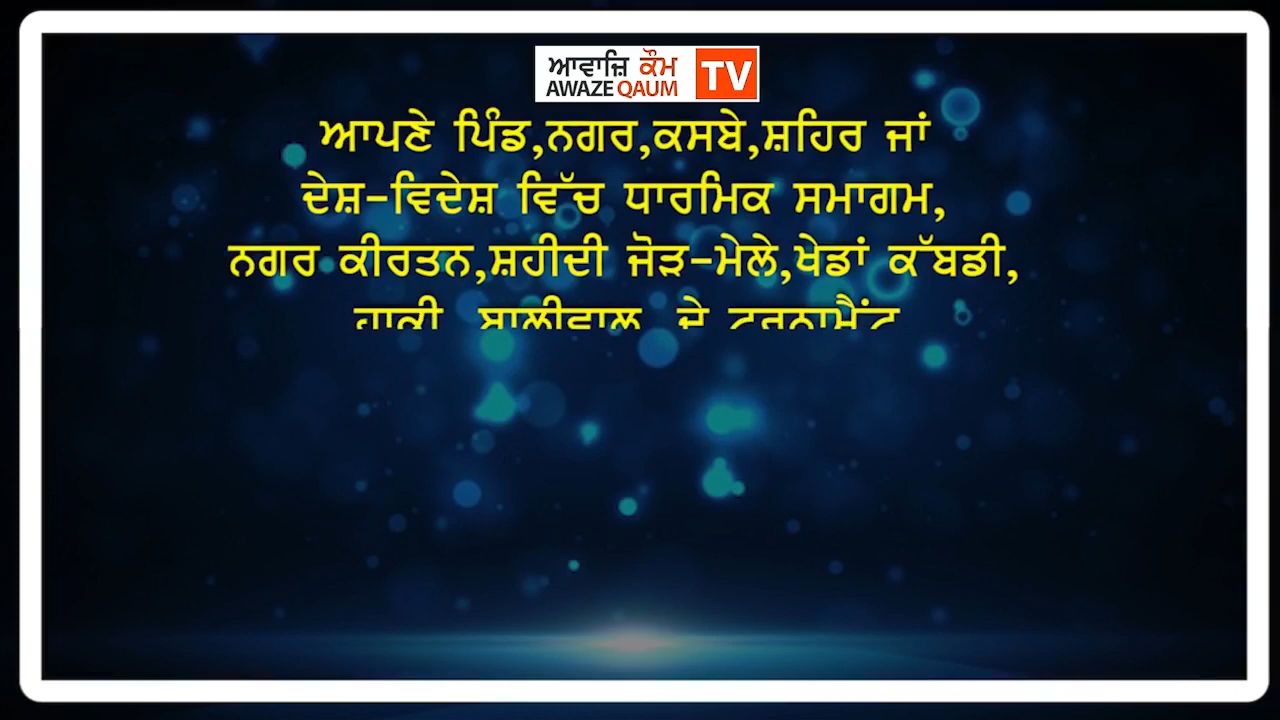 ਆਵਾਜ਼ਿ ਕੌਮ
AWAZE QAUM
TV
ਆਪਣੇ ਪਿੰਡ,ਨਗਰ,ਕਸਬੇ,ਸ਼ਹਿਰ ਜਾਂ
ਦੇਸ਼-ਵਿਦੇਸ਼ ਵਿੱਚ ਧਾਰਮਿਕ ਸਮਾਗਮ,
ਨਗਰ ਕੀਰਤਨ,ਸ਼ਹੀਦੀ ਜੋੜ-ਮੇਲੇ,ਖੇਡਾਂ ਕੱਬਡੀ,